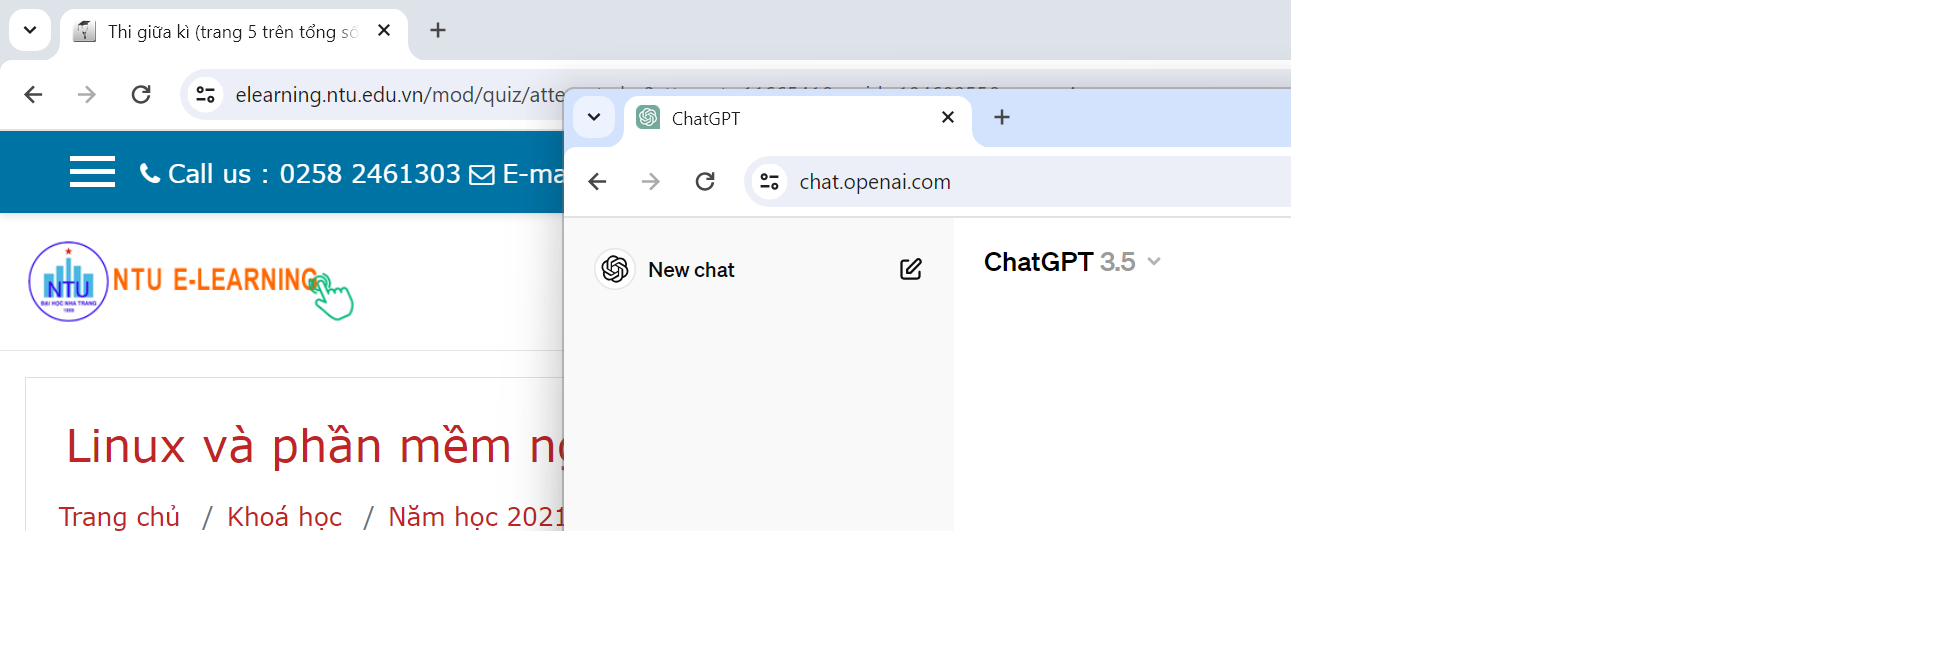 Thi giữa kì (trang 5 trên tổng số
elearning.ntu.edu.vn/mod/quiz/atte
Call us : 0258 2461303 E-ma
NTU
ĐẠI HỌC NHA TRANG
1959
NTU E-LEARNING
Linux và phần mềm ng
Trang chủ / Khoá học / Năm học 2021
ChatGPT
chat.openai.com
New chat
ChatGPT 3.5